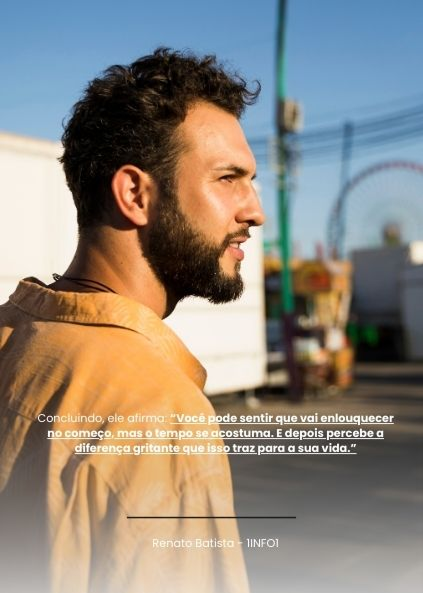 Concluindo, ele afirma: “Você pode sentir que vai enlouquecer
no começo, mas o tempo se acostuma. E depois percebe a
diferença gritante que isso traz para a sua vida.”
Renato Batista - 1INFO1